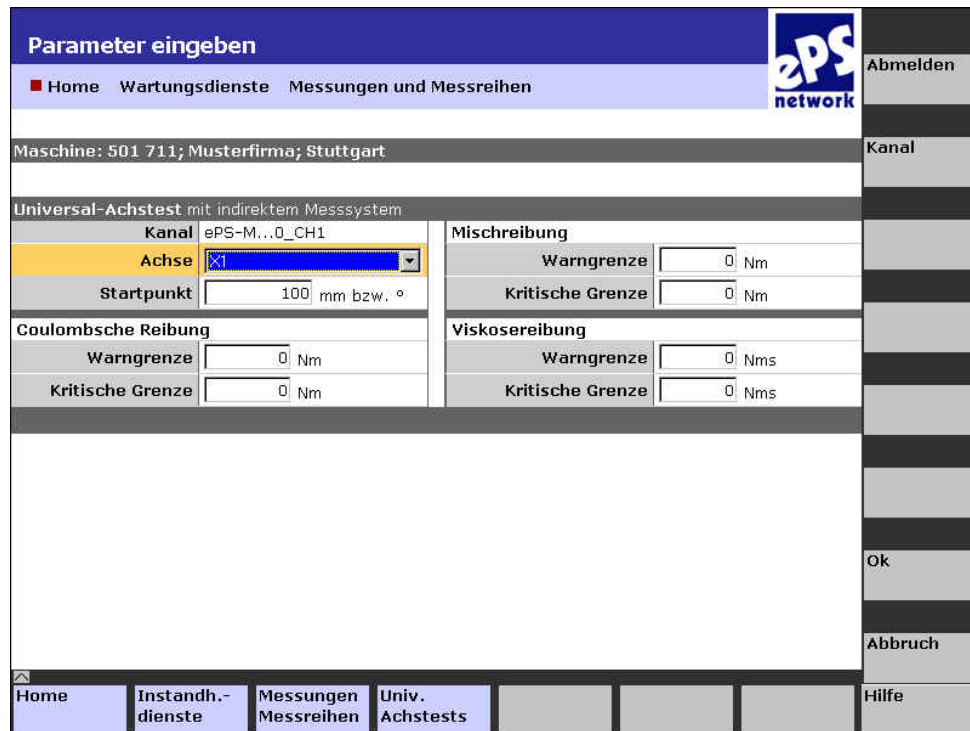 Parameter eingeben
ePS network
Home Wartungsdienste Messungen und Messreihen
Maschine: 501 711; Musterfirma; Stuttgart
Universal-Achstest mit indirektem Messsystem
Kanal ePS-M...0_CH1
Achse X1
Startpunkt 100 mm bzw. °
Coulombsche Reibung
Warngrenze 0 Nm
Kritische Grenze 0 Nm
Mischreibung
Warngrenze 0 Nm
Kritische Grenze 0 Nm
Viskosereibung
Warngrenze 0 Nms
Kritische Grenze 0 Nms
Abmelden
Kanal
Ok
Abbruch
Home
Instandh.-
dienste
Messungen
Messreihen
Univ.
Achstests
Hilfe